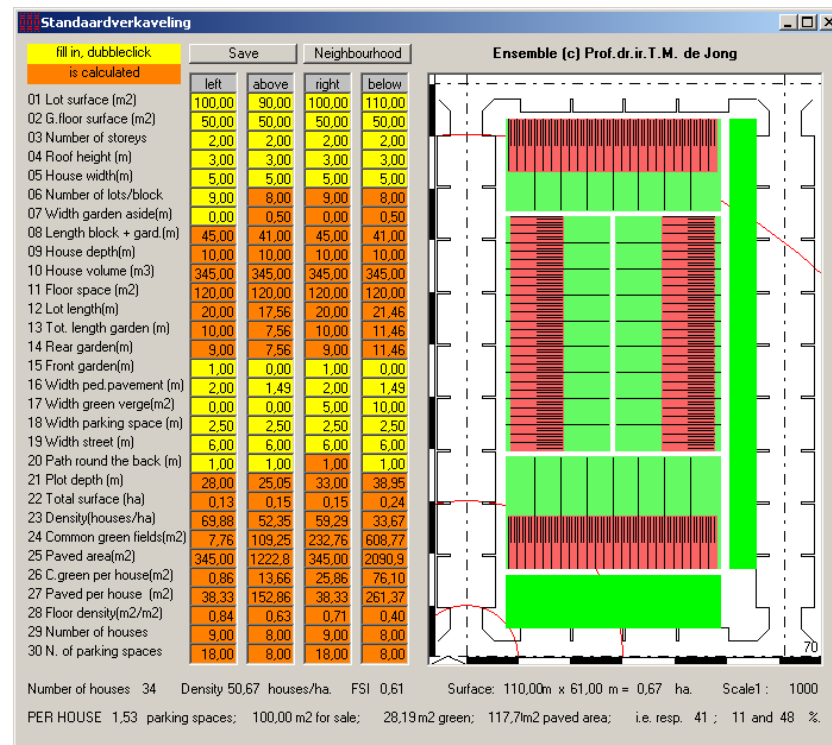 Standaardverkaveling
fill in, dubbleclick Save Neighbourhood Ensemble (c) Prof.dr.ir.T.M. de Jong
is calculated
left above right below
01 Lot surface (m2) 100,00 90,00 100,00 110,00
02 G.floor surface (m2) 50,00 50,00 50,00 50,00
03 Number of storeys 2,00 2,00 2,00 2,00
04 Roof height (m) 3,00 3,00 3,00 3,00
05 House width(m) 5,00 5,00 5,00 5,00
06 Number of lots/block 9,00 8,00 9,00 8,00
07 Width garden aside(m) 0,00 0,50 0,00 0,50
08 Length block + gard.(m) 45,00 41,00 45,00 41,00
09 House depth(m) 10,00 10,00 10,00 10,00
10 House volume (m3) 345,00 345,00 345,00 345,00
11 Floor space (m2) 120,00 120,00 120,00 120,00
12 Lot length(m) 20,00 17,56 20,00 21,46
13 Tot. length garden (m) 10,00 7,56 10,00 11,46
14 Rear garden(m) 9,00 7,56 9,00 11,46
15 Front garden(m) 1,00 0,00 1,00 0,00
16 Width ped.pavement (m) 2,00 1,49 2,00 1,49
17 Width green verge(m2) 0,00 0,00 5,00 10,00
18 Width parking space (m) 2,50 2,50 2,50 2,50
19 Width street (m) 6,00 6,00 6,00 6,00
20 Path round the back (m) 1,00 1,00 1,00 1,00
21 Plot depth (m) 28,00 25,05 33,00 38,95
22 Total surface (ha) 0,13 0,15 0,15 0,24
23 Density(houses/ha) 69,88 52,35 59,29 33,67
24 Common green fields(m2) 7,76 109,25 232,76 608,77
25 Paved area(m2) 345,00 1222,8 345,00 2090,9
26 C.green per house(m2) 0,86 13,66 25,86 76,10
27 Paved per house (m2) 38,33 152,86 38,33 261,37
28 Floor density(m2/m2) 0,84 0,63 0,71 0,40
29 Number of houses 9,00 8,00 9,00 8,00
30 N. of parking spaces 18,00 8,00 18,00 8,00
70
Number of houses 34 Density 50,67 houses/ha. FSI 0,61 Surface: 110,00m x 61,00 m = 0,67 ha. Scale1 : 1000
PER HOUSE 1,53 parking spaces; 100,00 m2 for sale; 28,19 m2 green; 117,7m2 paved area; i.e. resp. 41 ; 11 and 48 %.